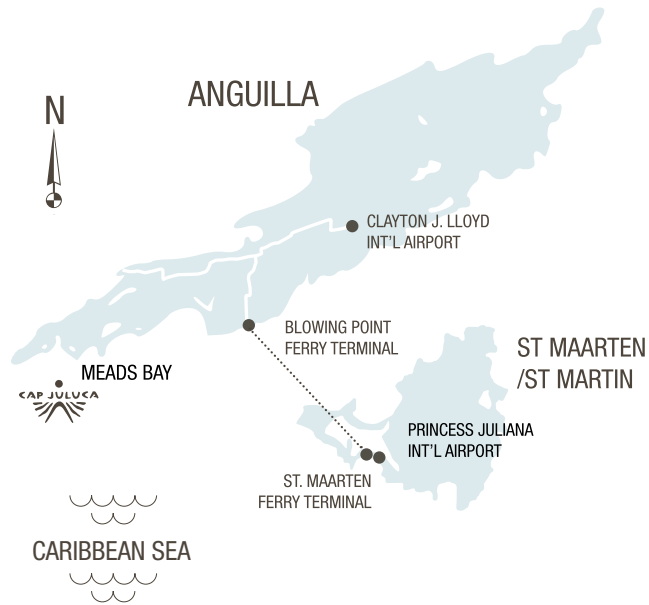 ANGUILLA
N
CLAYTON J. LLOYD
INT'L AIRPORT
BLOWING POINT
FERRY TERMINAL
ST MAARTEN
/ST MARTIN
MEADS BAY
CAP JULUCA
PRINCESS JULIANA
INT'L AIRPORT
ST. MAARTEN
FERRY TERMINAL
CARIBBEAN SEA